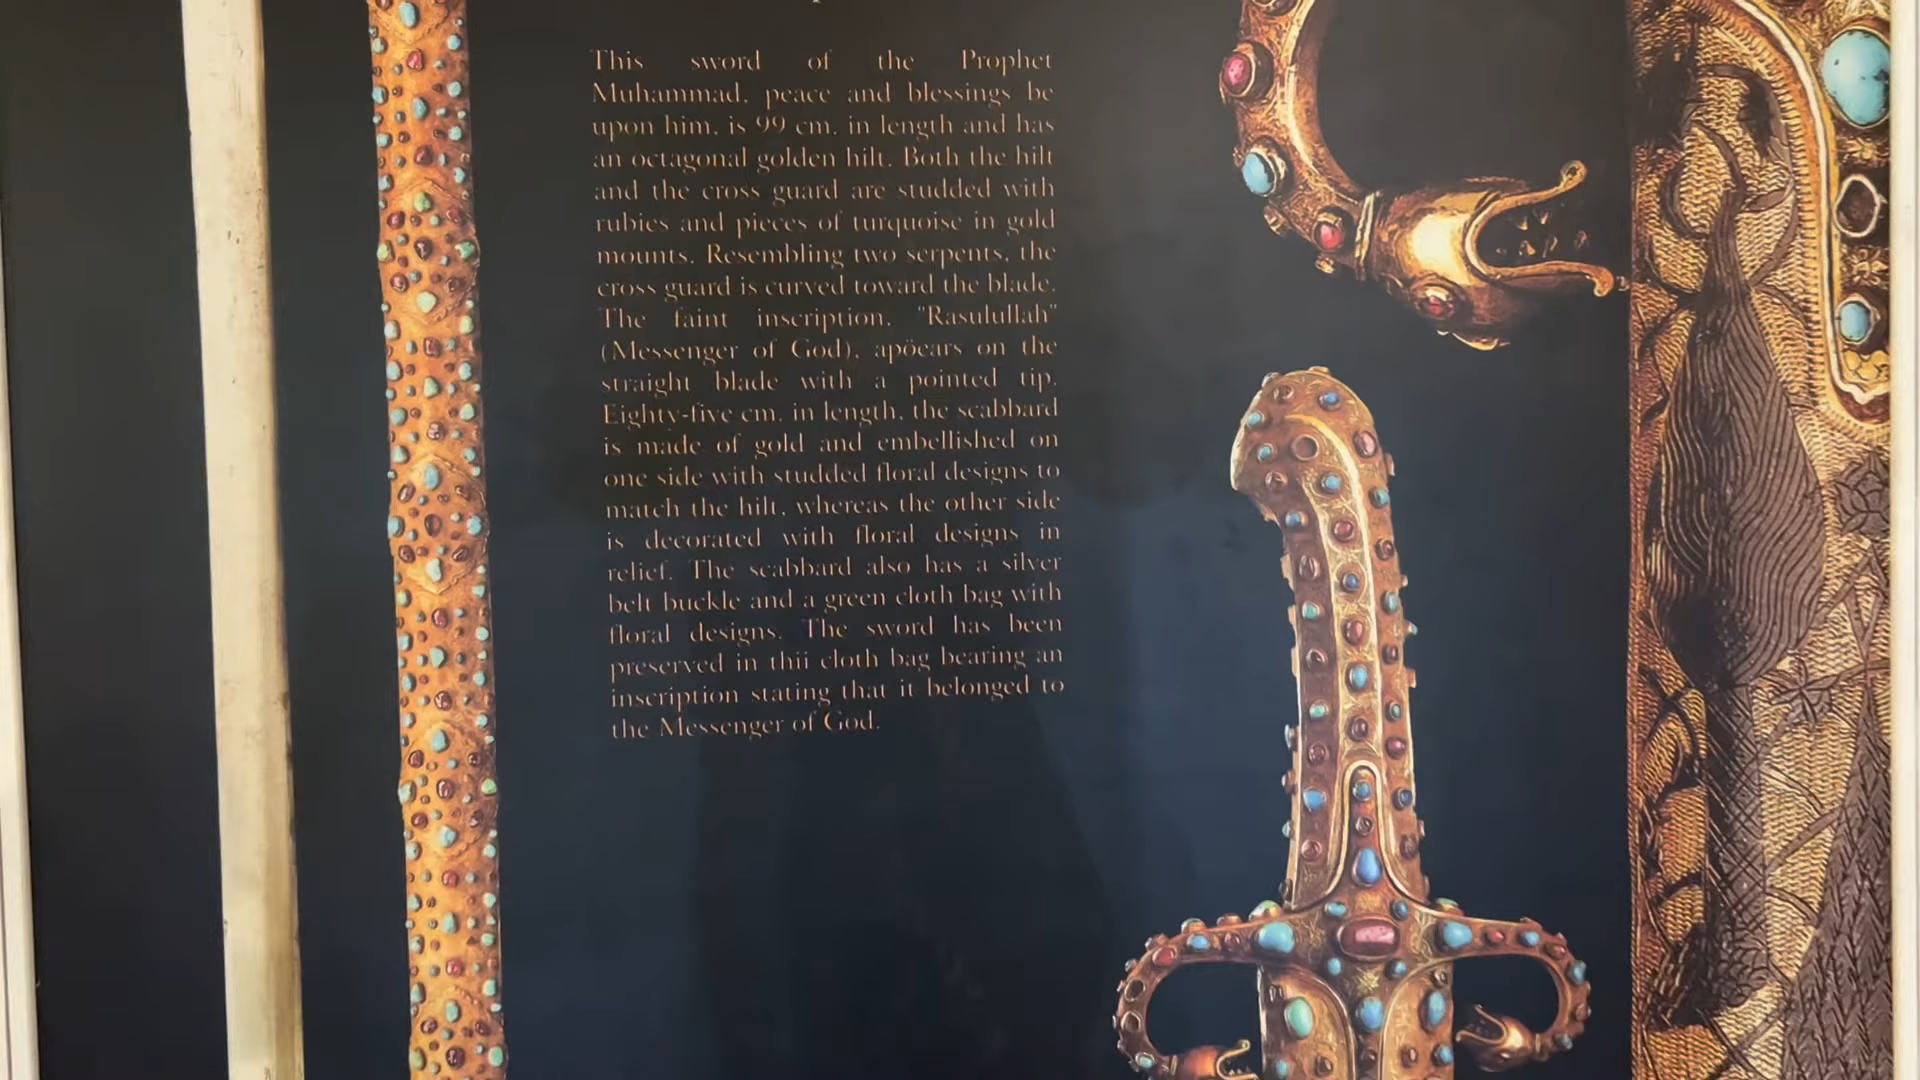 This sword of the Prophet
Muhammad, peace and blessings be
upon him, is 99 cm. in length and has
an octagonal golden hilt. Both the hilt
and the cross guard are studded with
rubies and pieces of turquoise in gold
mounts. Resembling two serpents, the
cross guard is curved toward the blade.
The faint inscription, "Rasulullah"
(Messenger of God), apöears on the
straight blade with a pointed tip.
Eighty-five cm. in length, the scabbard
is made of gold and embellished on
one side with studded floral designs to
match the hilt, whereas the other side
is decorated with floral designs in
relief. The scabbard also has a silver
belt buckle and a green cloth bag with
floral designs. The sword has been
preserved in thii cloth bag bearing an
inscription stating that it belonged to
the Messenger of God.